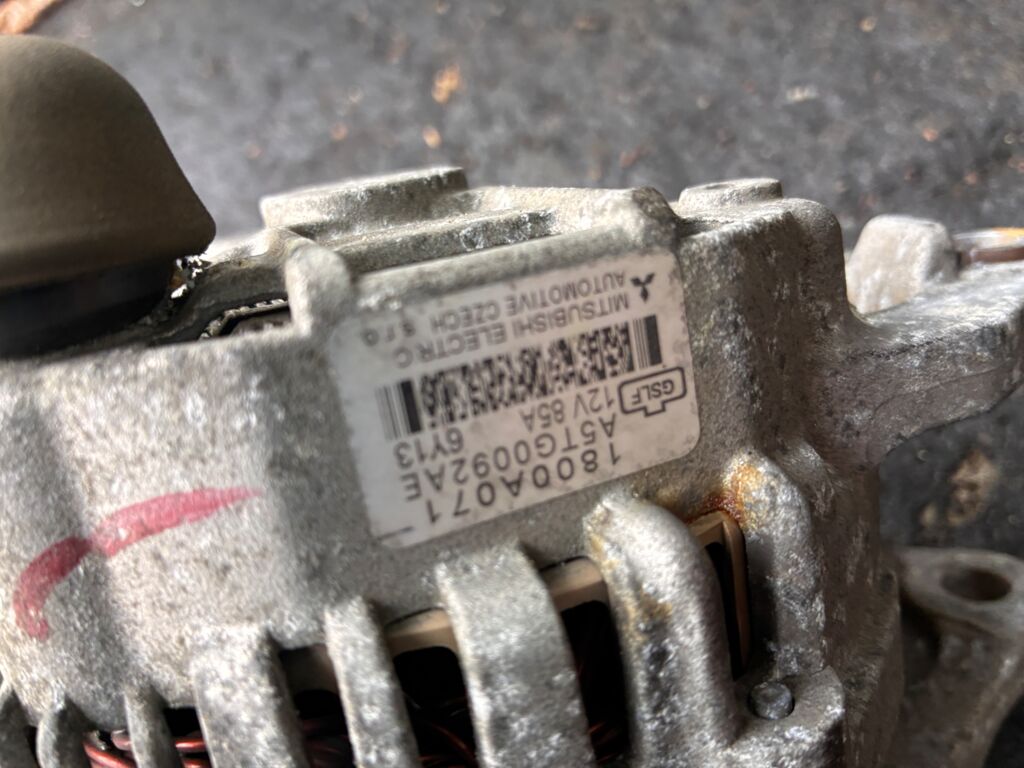 1800A071
A5TG0092AE 6Y13
12V 85A GSLF
MITSUBISHI ELECTRIC
AUTOMOTIVE CZECH s.r.o